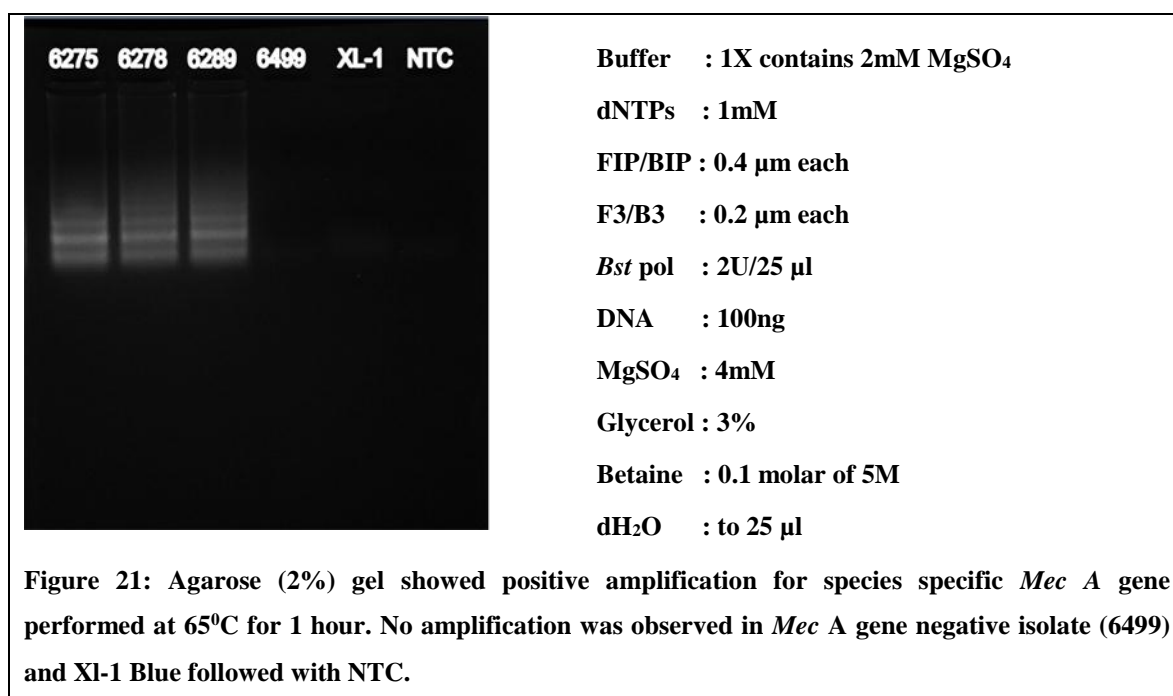 6275 6278 6289 6499 XL-1 NTC
Buffer : 1X contains 2mM MgSO₄
dNTPs : 1mM
FIP/BIP : 0.4 µm each
F3/B3 : 0.2 µm each
Bst pol : 2U/25 µl
DNA : 100ng
MgSO₄ : 4mM
Glycerol : 3%
Betaine : 0.1 molar of 5M
dH₂O : to 25 µl
Figure 21: Agarose (2%) gel showed positive amplification for species specific Mec A gene
performed at 65⁰C for 1 hour. No amplification was observed in Mec A gene negative isolate (6499)
and Xl-1 Blue followed with NTC.